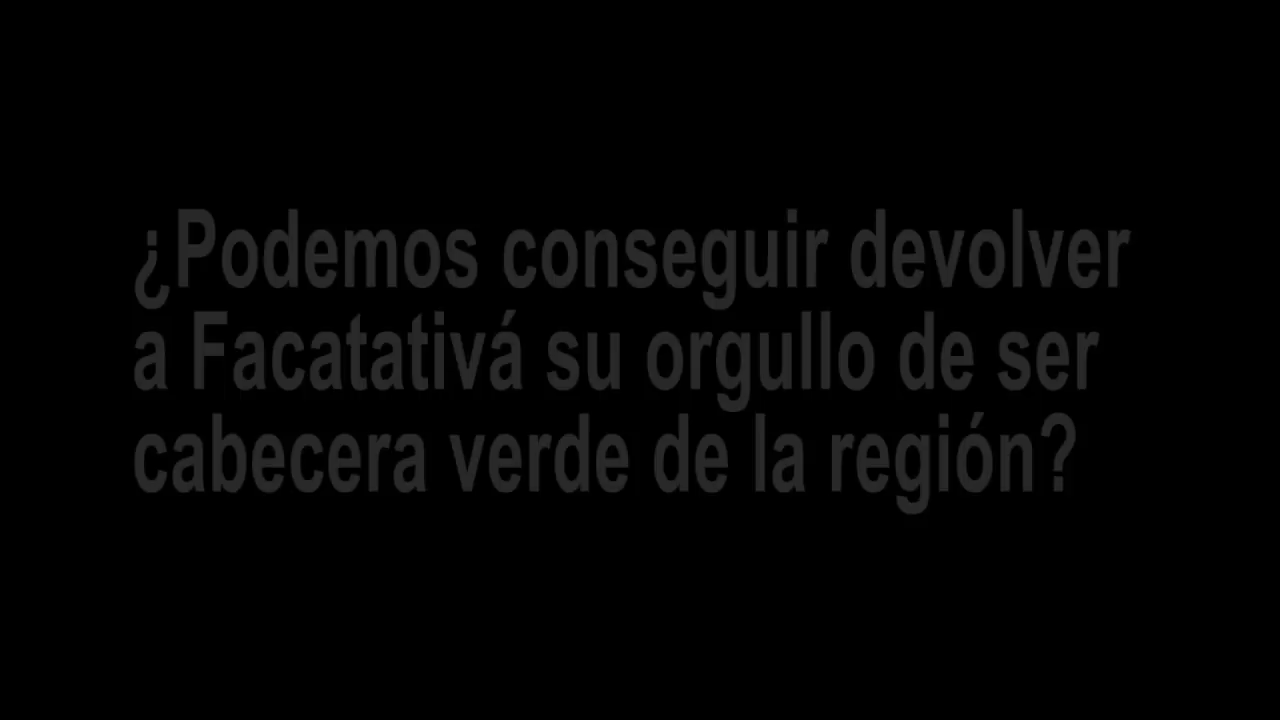 ¿Podemos conseguir devolver
a Facatativá su orgullo de ser
cabecera verde de la región?